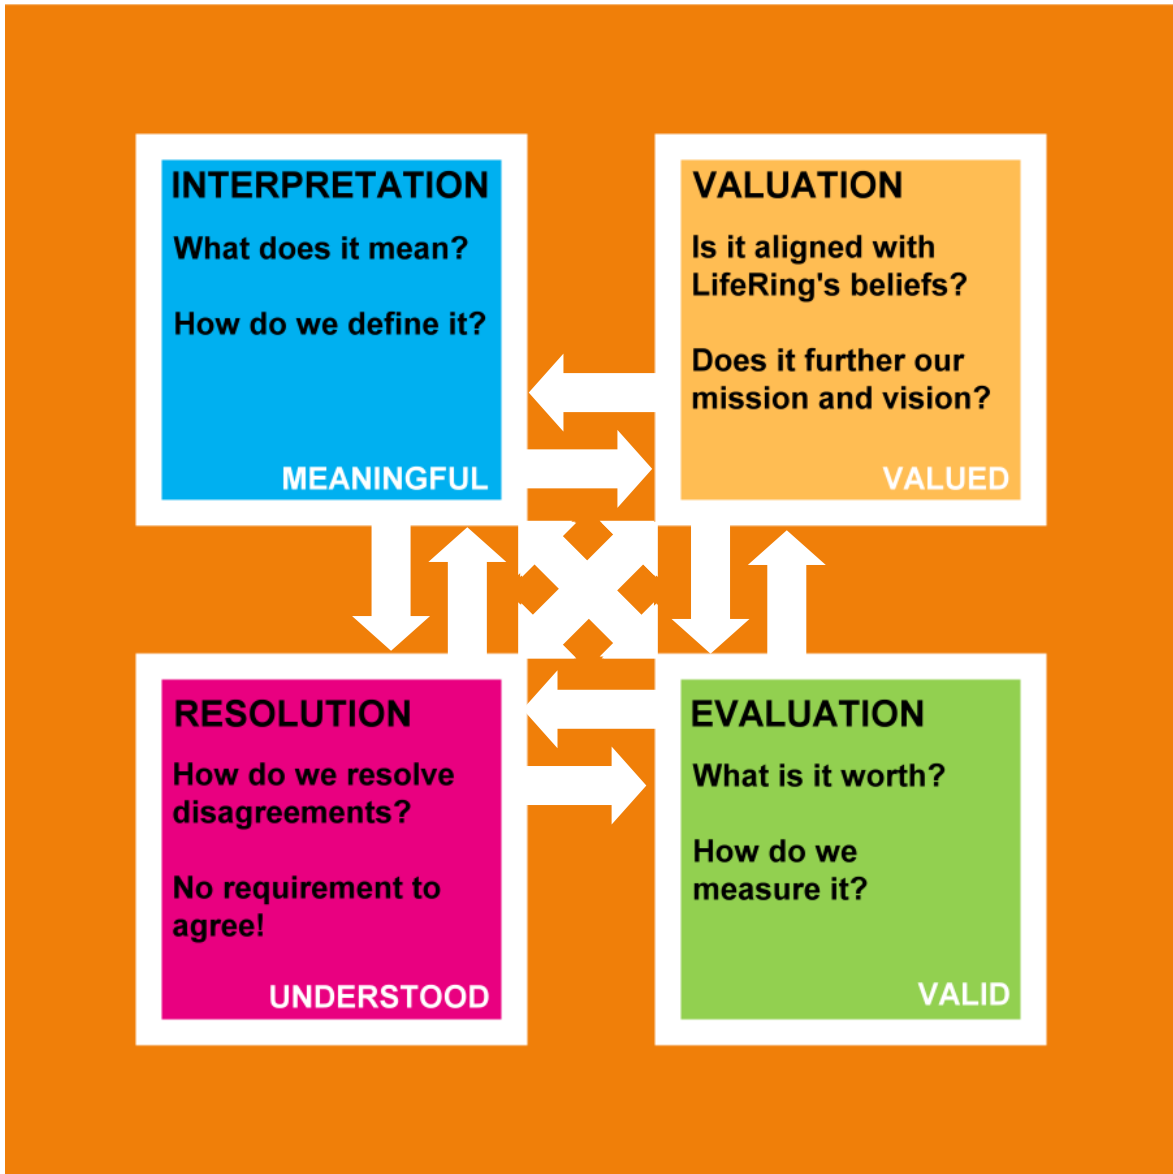 INTERPRETATION
What does it mean?
How do we define it?
MEANINGFUL
VALUATION
Is it aligned with
LifeRing's beliefs?
Does it further our
mission and vision?
VALUED
RESOLUTION
How do we resolve
disagreements?
No requirement to
agree!
UNDERSTOOD
EVALUATION
What is it worth?
How do we
measure it?
VALID